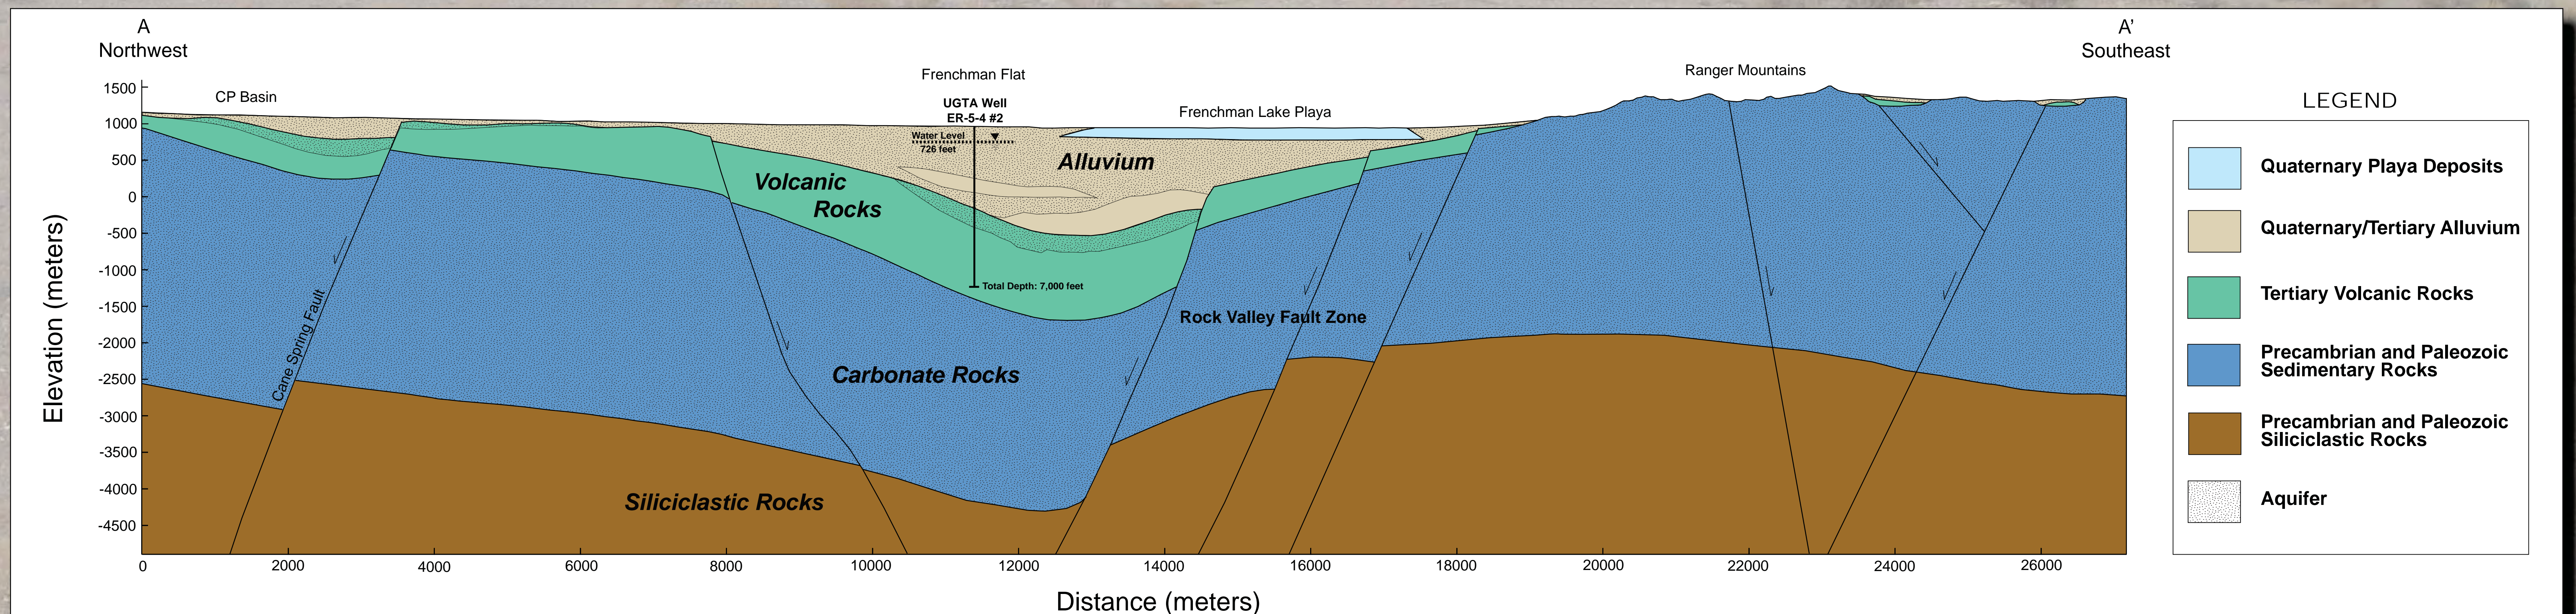 A
Northwest
A'
Southeast
CP Basin
Frenchman Flat
UGTA Well
ER-5-4 #2
Water Level
726 feet
Frenchman Lake Playa
Ranger Mountains
Alluvium
Volcanic
Rocks
Total Depth: 7,000 feet
Rock Valley Fault Zone
Cane Spring Fault
Carbonate Rocks
Siliciclastic Rocks
Elevation (meters)
1500
1000
500
0
-500
-1000
-1500
-2000
-2500
-3000
-3500
-4000
-4500
0 2000 4000 6000 8000 10000 12000 14000 16000 18000 20000 22000 24000 26000
Distance (meters)
LEGEND
Quaternary Playa Deposits
Quaternary/Tertiary Alluvium
Tertiary Volcanic Rocks
Precambrian and Paleozoic
Sedimentary Rocks
Precambrian and Paleozoic
Siliciclastic Rocks
Aquifer